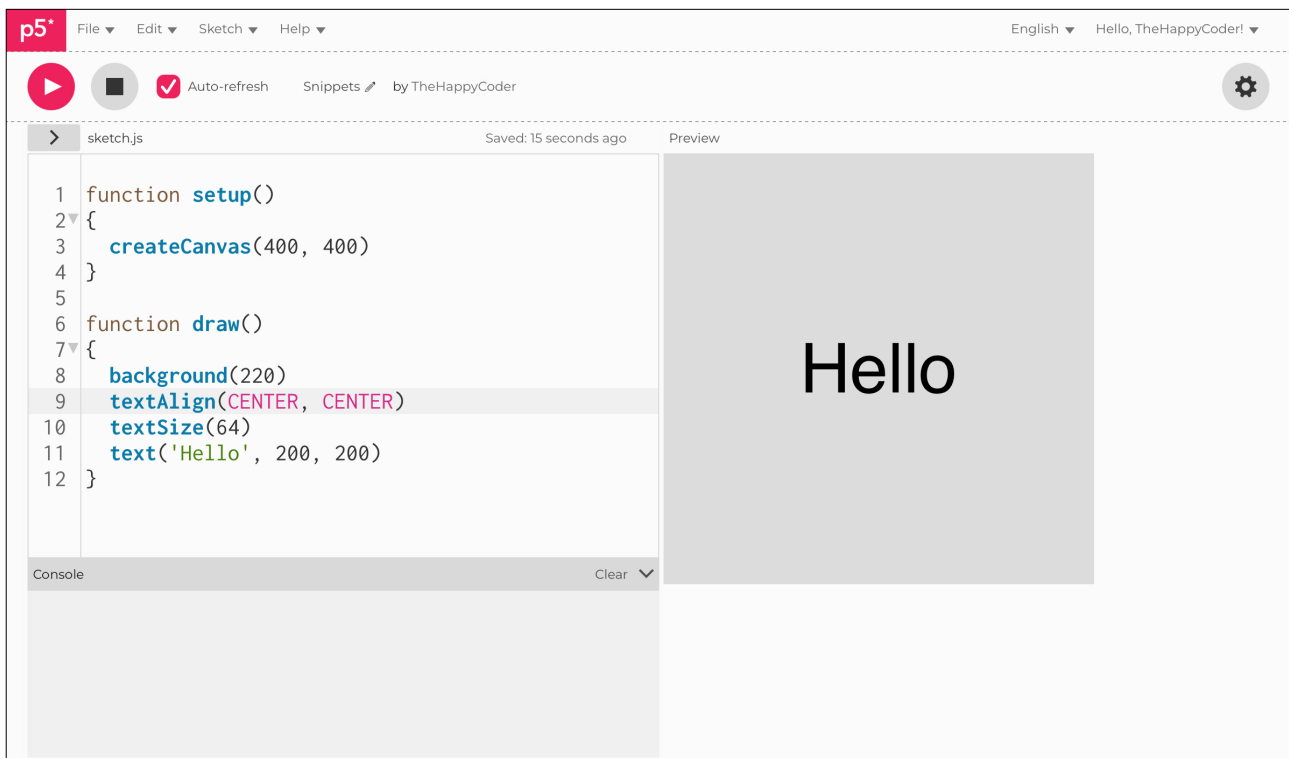 p5* File Edit Sketch Help English Hello, TheHappyCoder!
Auto-refresh Snippets by TheHappyCoder
sketch.js Saved: 15 seconds ago Preview
1 function setup()
2 {
3   createCanvas(400, 400)
4 }
5
6 function draw()
7 {
8   background(220)
9   textAlign(CENTER, CENTER)
10   textSize(64)
11   text('Hello', 200, 200)
12 }
Hello
Console Clear